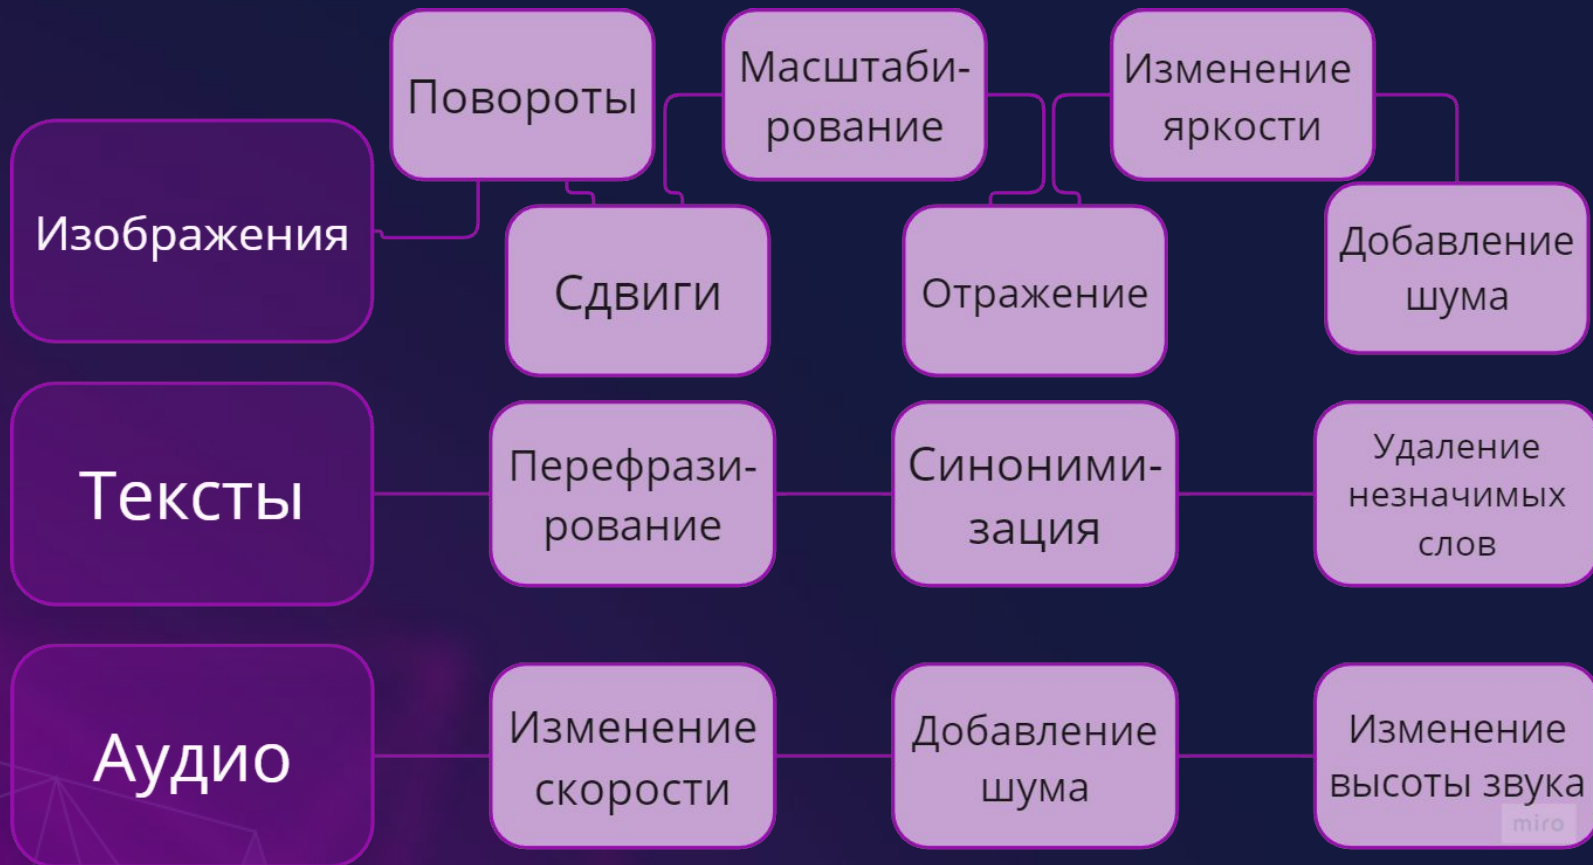 Изображения
Повороты
Сдвиги
Масштаби-
рование
Отражение
Изменение
яркости
Добавление
шума
Тексты
Перефрази-
рование
Синоними-
зация
Удаление
незначимых
слов
Аудио
Изменение
скорости
Добавление
шума
Изменение
высоты звука
miro